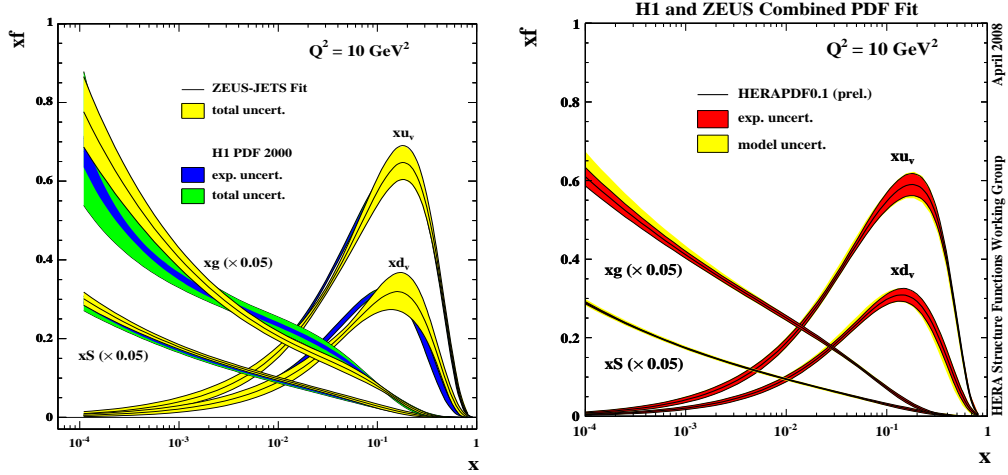 xf
1
0.8
0.6
0.4
0.2
0
Q² = 10 GeV²
ZEUS-JETS Fit
total uncert.
H1 PDF 2000
exp. uncert.
total uncert.
xuᵥ
xdᵥ
xg (× 0.05)
xS (× 0.05)
10⁻⁴
10⁻³
10⁻²
10⁻¹
1
x
H1 and ZEUS Combined PDF Fit
xf
1
0.8
0.6
0.4
0.2
0
Q² = 10 GeV²
HERAPDF0.1 (prel.)
exp. uncert.
model uncert.
xuᵥ
xdᵥ
xg (× 0.05)
xS (× 0.05)
10⁻⁴
10⁻³
10⁻²
10⁻¹
1
x
HERA Structure Functions Working Group April 2008